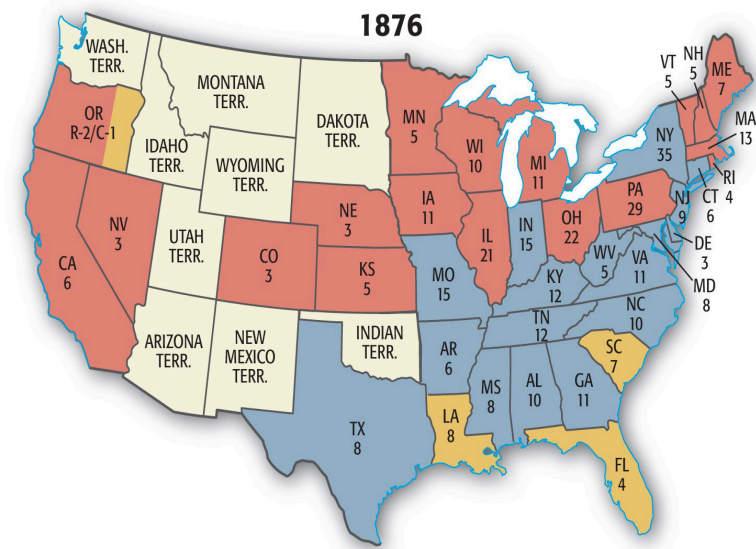 1876
WASH.
TERR.
OR
R-2/C-1
IDAHO
TERR.
MONTANA
TERR.
WYOMING
TERR.
DAKOTA
TERR.
NV
3
CA
6
UTAH
TERR.
ARIZONA
TERR.
CO
3
NEW
MEXICO
TERR.
NE
3
KS
5
INDIAN
TERR.
TX
8
MN
5
IA
11
MO
15
AR
6
LA
8
WI
10
IL
21
MI
11
IN
15
OH
22
KY
12
TN
12
MS
8
AL
10
GA
11
FL
4
SC
7
NC
10
VA
11
WV
5
PA
29
NY
35
VT
5
NH
5
ME
7
MA
13
RI
4
CT
6
NJ
9
DE
3
MD
8